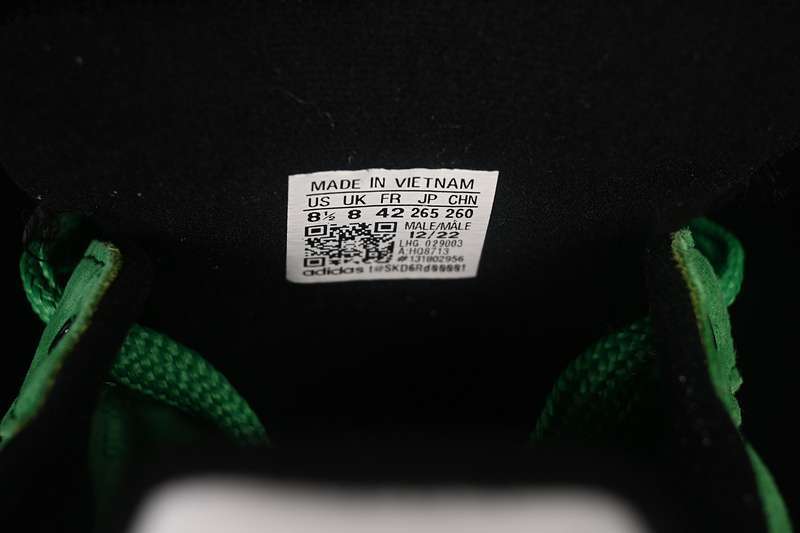 MADE IN VIETNAM
US UK FR JP CHN
8½ 8 42 265 260
MALE/MÂLE
12/22
LHG 029003
A:HQ8713
#131802956
adidas